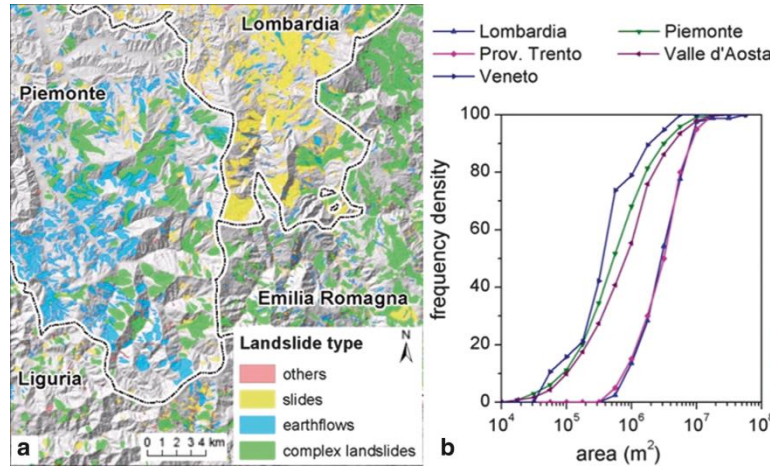 Lombardia
Piemonte
Emilia Romagna
Liguria
N
Landslide type
others
slides
earthflows
complex landslides
0 1 2 3 4
km
a
Lombardia
Piemonte
Prov. Trento
Valle d'Aosta
Veneto
frequency density
100
80
60
40
20
0
10⁴ 10⁵ 10⁶ 10⁷ 10⁸
area (m²)
b